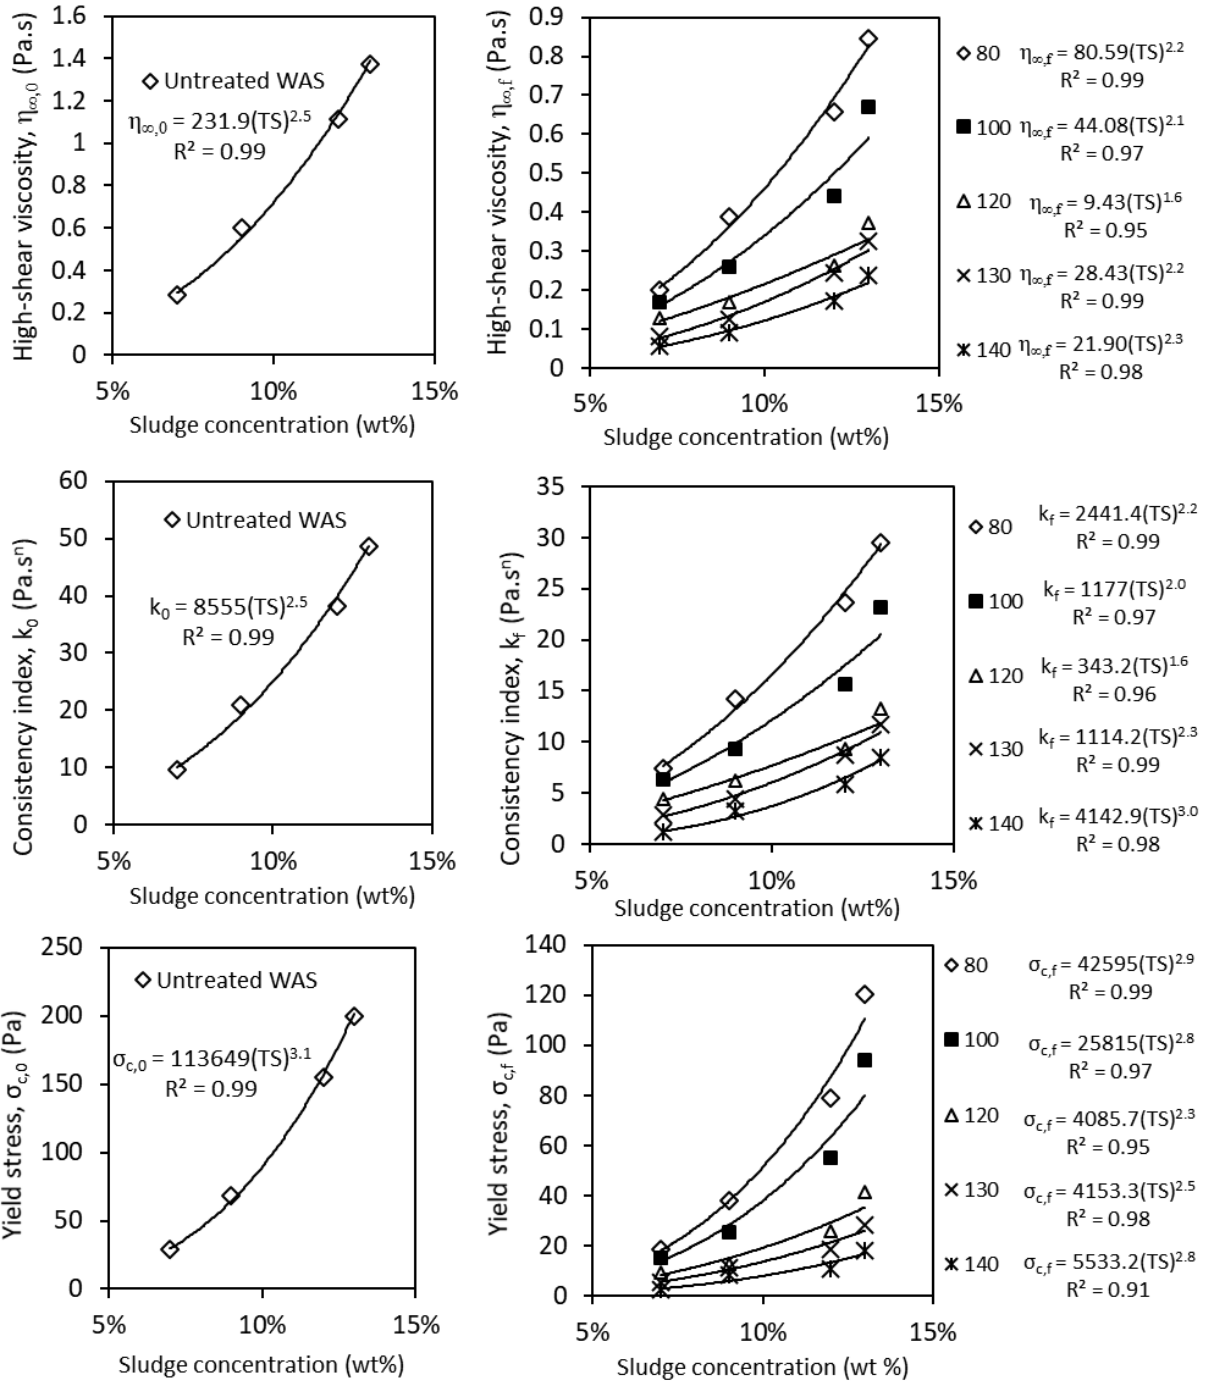 High-shear viscosity, η∞,0 (Pa.s)
1.6
1.4
1.2
1
0.8
0.6
0.4
0.2
0
Untreated WAS
η∞,0 = 231.9(TS)^2.5
R² = 0.99
5% 10% 15%
Sludge concentration (wt%)
High-shear viscosity, η∞,f (Pa.s)
0.9
0.8
0.7
0.6
0.5
0.4
0.3
0.2
0.1
0
5% 10% 15%
Sludge concentration (wt%)
80 η∞,f = 80.59(TS)^2.2
R² = 0.99
100 η∞,f = 44.08(TS)^2.1
R² = 0.97
120 η∞,f = 9.43(TS)^1.6
R² = 0.95
130 η∞,f = 28.43(TS)^2.2
R² = 0.99
140 η∞,f = 21.90(TS)^2.3
R² = 0.98
Consistency index, k0 (Pa.s^n)
60
50
40
30
20
10
0
Untreated WAS
k0 = 8555(TS)^2.5
R² = 0.99
5% 10% 15%
Sludge concentration (wt%)
Consistency index, kf (Pa.s^n)
35
30
25
20
15
10
5
0
5% 10% 15%
Sludge concentration (wt%)
80 kf = 2441.4(TS)^2.2
R² = 0.99
100 kf = 1177(TS)^2.0
R² = 0.97
120 kf = 343.2(TS)^1.6
R² = 0.96
130 kf = 1114.2(TS)^2.3
R² = 0.99
140 kf = 4142.9(TS)^3.0
R² = 0.98
Yield stress, σc,0 (Pa)
250
200
150
100
50
0
Untreated WAS
σc,0 = 113649(TS)^3.1
R² = 0.99
5% 10% 15%
Sludge concentration (wt%)
Yield stress, σc,f (Pa)
140
120
100
80
60
40
20
0
5% 10% 15%
Sludge concentration (wt %)
80 σc,f = 42595(TS)^2.9
R² = 0.99
100 σc,f = 25815(TS)^2.8
R² = 0.97
120 σc,f = 4085.7(TS)^2.3
R² = 0.95
130 σc,f = 4153.3(TS)^2.5
R² = 0.98
140 σc,f = 5533.2(TS)^2.8
R² = 0.91